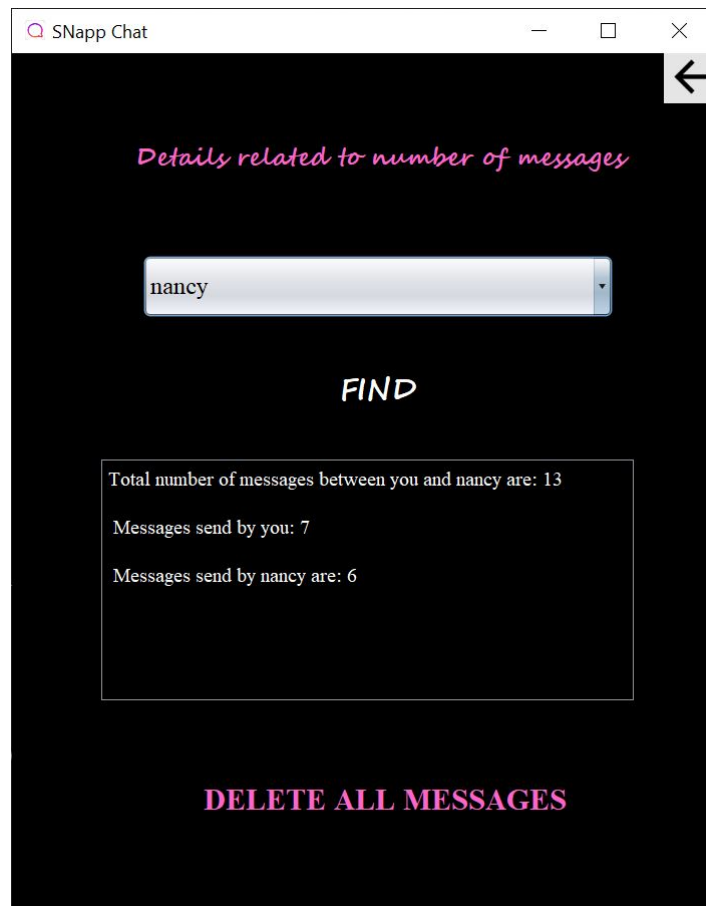 SNapp Chat
Details related to number of messages
nancy
FIND
Total number of messages between you and nancy are: 13
Messages send by you: 7
Messages send by nancy are: 6
DELETE ALL MESSAGES